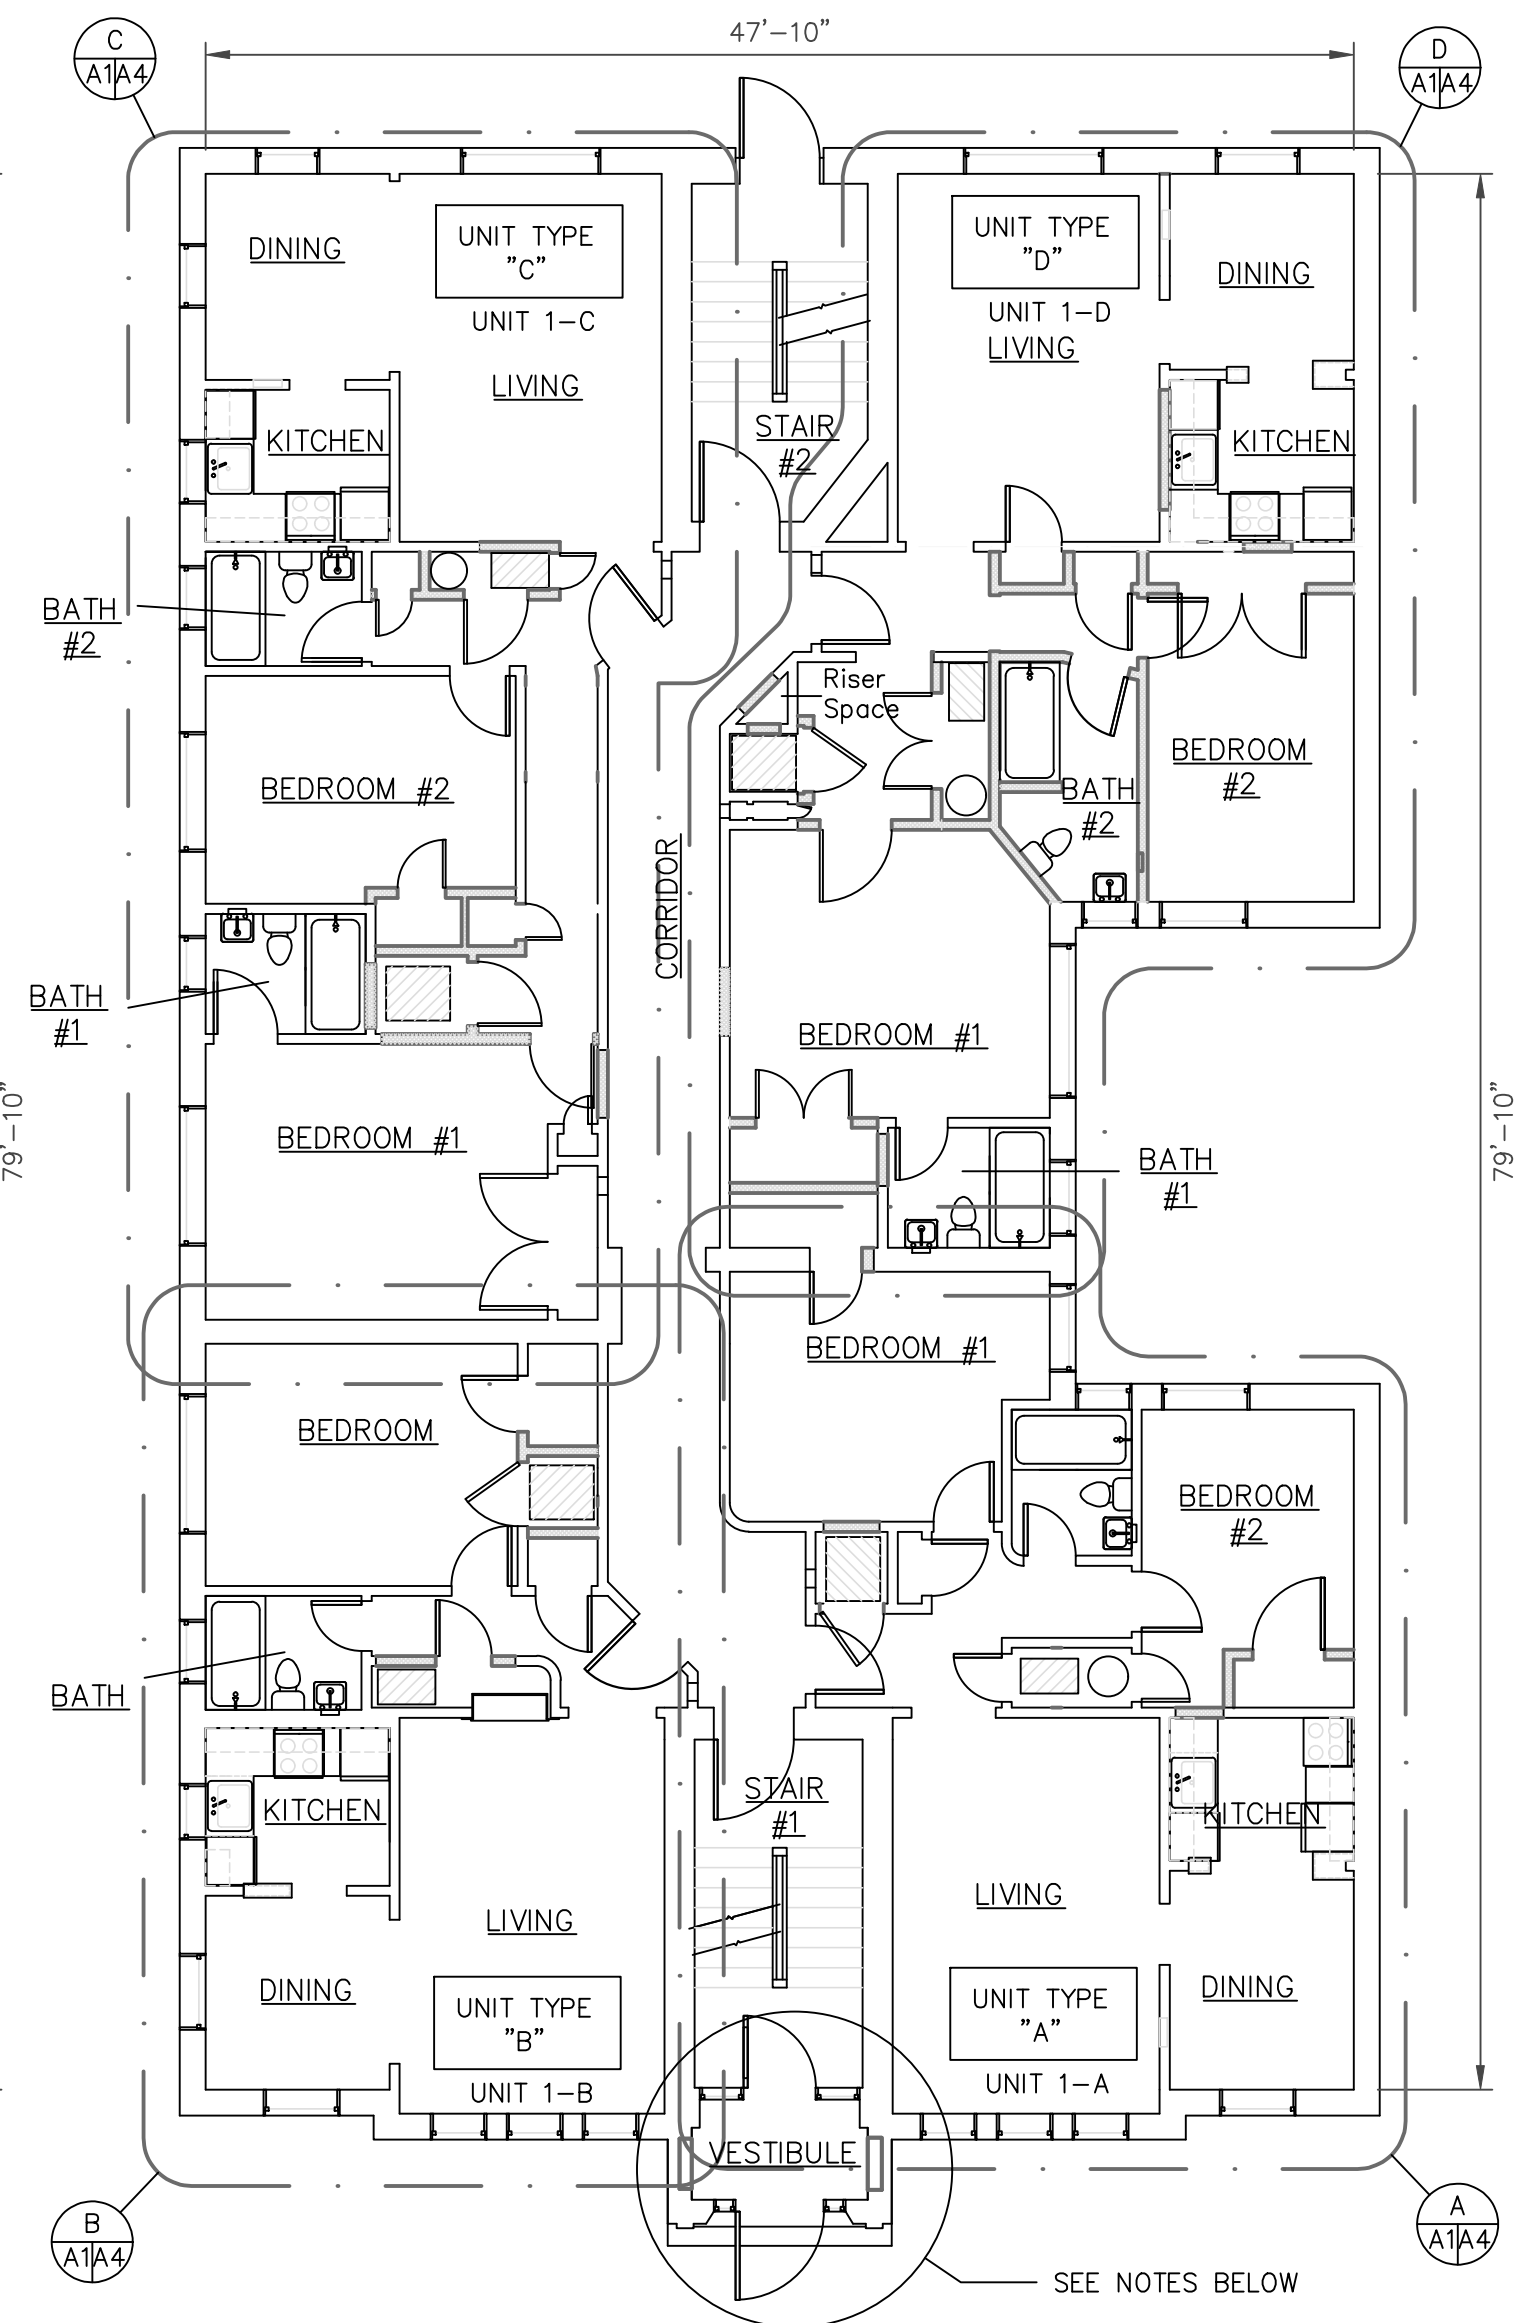 47'-10"
C
A1 A4
D
A1 A4
UNIT TYPE
"C"
UNIT 1-C
DINING
LIVING
UNIT TYPE
"D"
UNIT 1-D
LIVING
DINING
KITCHEN
STAIR
#2
KITCHEN
BATH
#2
Riser
Space
BEDROOM #2
BATH
#2
BEDROOM
#2
CORRIDOR
BATH
#1
BEDROOM #1
BEDROOM #1
79'-10"
79'-10"
BATH
#1
BEDROOM #1
BEDROOM
BEDROOM
#2
BATH
STAIR
#1
KITCHEN
KITCHEN
LIVING
LIVING
DINING
DINING
UNIT TYPE
"B"
UNIT 1-B
UNIT TYPE
"A"
UNIT 1-A
VESTIBULE
B
A1 A4
A
A1 A4
SEE NOTES BELOW